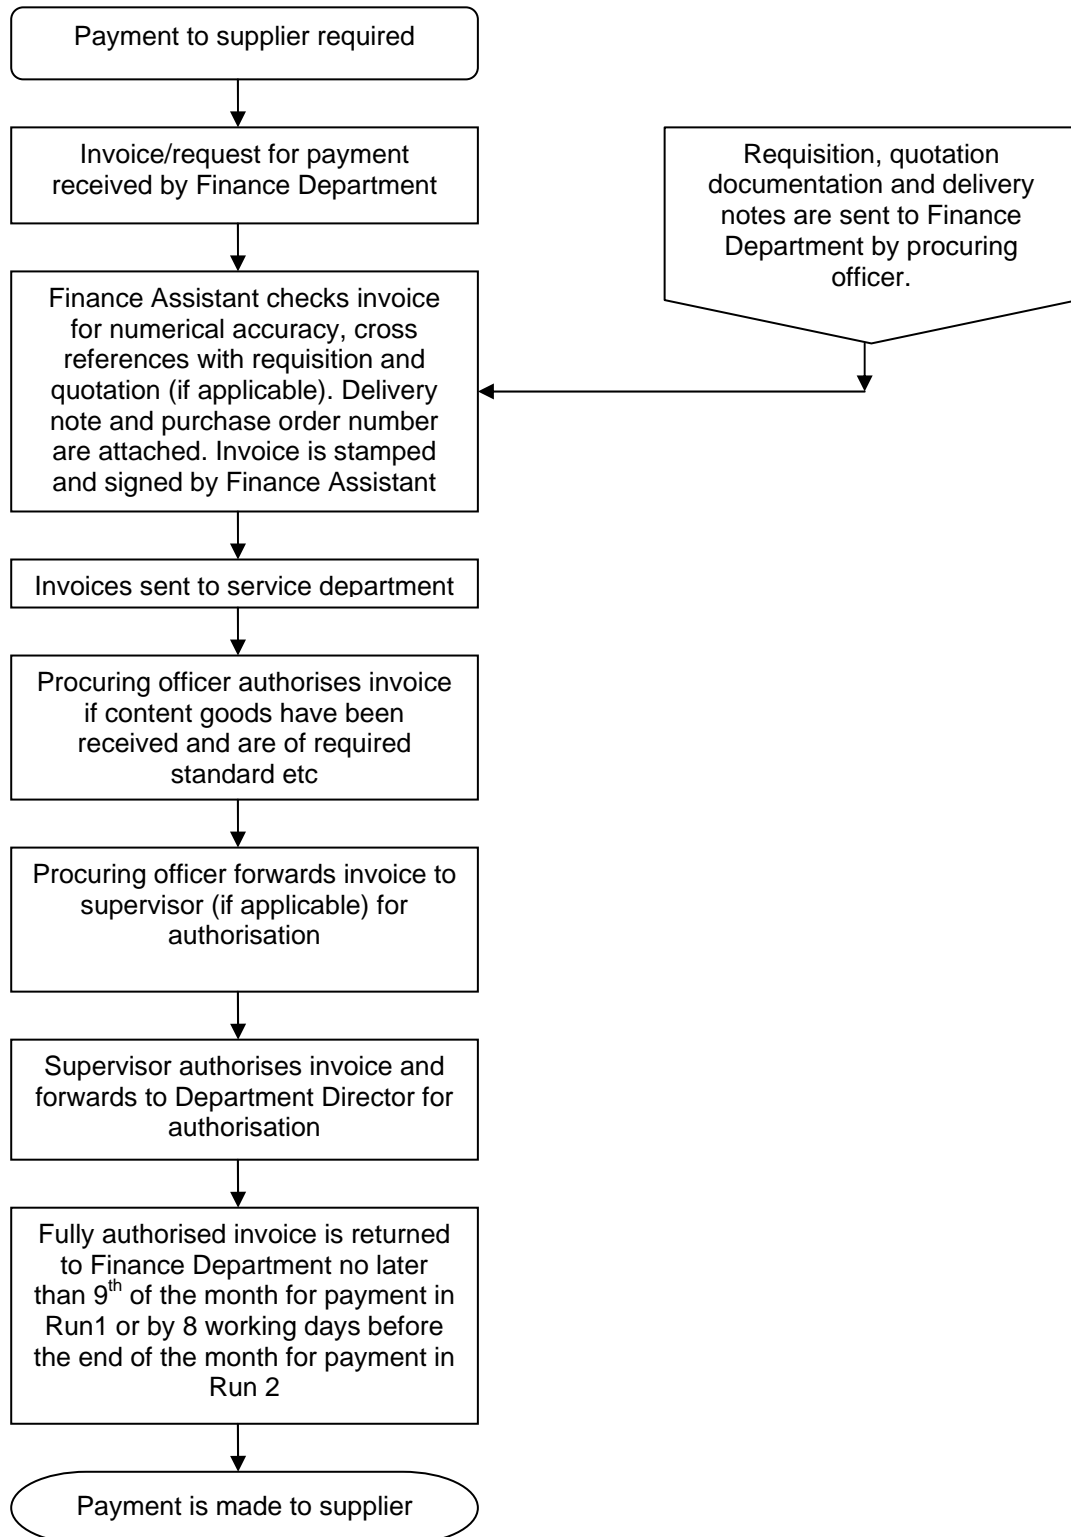 Payment to supplier required
Invoice/request for payment
received by Finance Department
Requisition, quotation
documentation and delivery
notes are sent to Finance
Department by procuring
officer.
Finance Assistant checks invoice
for numerical accuracy, cross
references with requisition and
quotation (if applicable). Delivery
note and purchase order number
are attached. Invoice is stamped
and signed by Finance Assistant
Invoices sent to service department
Procuring officer authorises invoice
if content goods have been
received and are of required
standard etc
Procuring officer forwards invoice to
supervisor (if applicable) for
authorisation
Supervisor authorises invoice and
forwards to Department Director for
authorisation
Fully authorised invoice is returned
to Finance Department no later
than 9th of the month for payment in
Run1 or by 8 working days before
the end of the month for payment in
Run 2
Payment is made to supplier